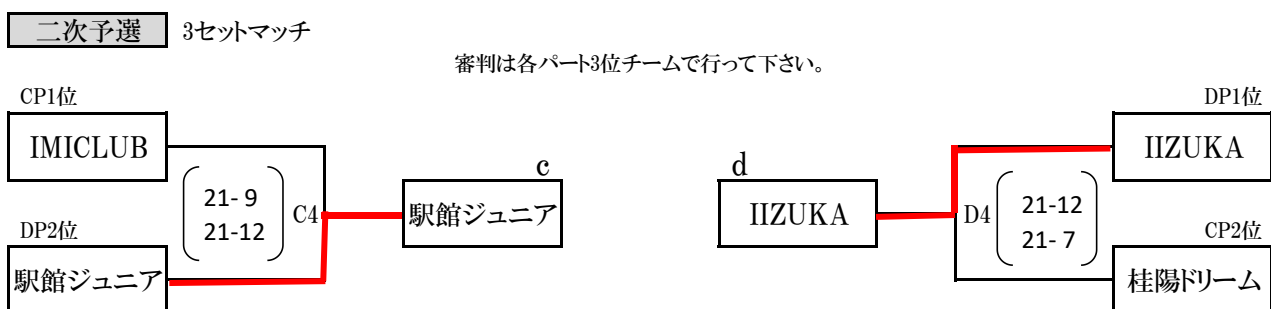 二次予選 3セットマッチ
審判は各パート3位チームで行って下さい。
CP1位
IMICLUB
21- 9
21-12
C4
DP2位
駅館ジュニア
c
駅館ジュニア
d
IIZUKA
D4
21-12
21- 7
DP1位
IIZUKA
CP2位
桂陽ドリーム